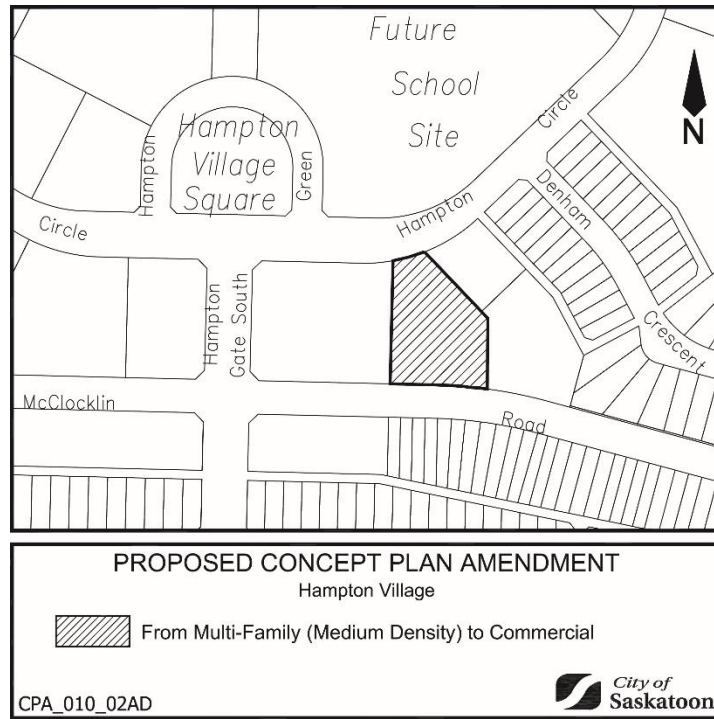 Future
School
Site
Circle
N
Hampton
Village
Square
Hampton
Green
Hampton
Denham
Circle
Hampton
Gate South
Crescent
McClocklin
Road
PROPOSED CONCEPT PLAN AMENDMENT
Hampton Village
From Multi-Family (Medium Density) to Commercial
CPA_010_02AD
City of
Saskatoon